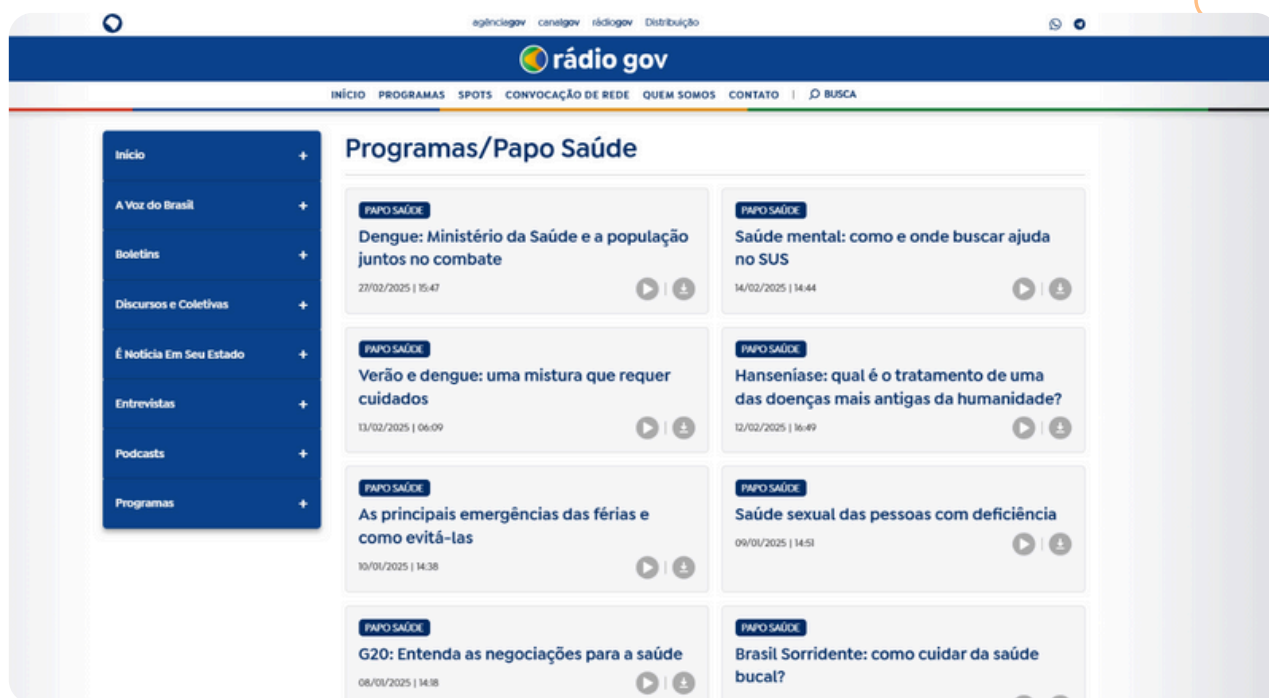 agênciagov canalgov rádiogov Distribuição
rádio gov
INÍCIO PROGRAMAS SPOTS CONVOCAÇÃO DE REDE QUEM SOMOS CONTATO | BUSCA
Início +
A Voz do Brasil +
Boletins +
Discursos e Coletivas +
É Notícia Em Seu Estado +
Entrevistas +
Podcasts +
Programas +
Programas/Papo Saúde
PAPO SAÚDE
Dengue: Ministério da Saúde e a população
juntos no combate
27/02/2025 | 15:47
PAPO SAÚDE
Saúde mental: como e onde buscar ajuda
no SUS
14/02/2025 | 14:44
PAPO SAÚDE
Verão e dengue: uma mistura que requer
cuidados
13/02/2025 | 06:09
PAPO SAÚDE
Hanseníase: qual é o tratamento de uma
das doenças mais antigas da humanidade?
12/02/2025 | 16:49
PAPO SAÚDE
As principais emergências das férias e
como evitá-las
10/01/2025 | 14:38
PAPO SAÚDE
Saúde sexual das pessoas com deficiência
09/01/2025 | 14:51
PAPO SAÚDE
G20: Entenda as negociações para a saúde
08/01/2025 | 14:18
PAPO SAÚDE
Brasil Sorridente: como cuidar da saúde
bucal?